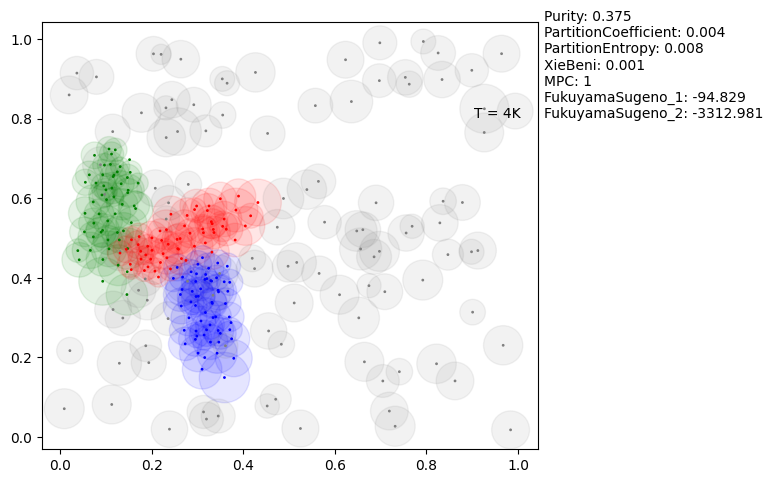 Purity: 0.375
PartitionCoefficient: 0.004
PartitionEntropy: 0.008
XieBeni: 0.001
MPC: 1
FukuyamaSugeno_1: -94.829
FukuyamaSugeno_2: -3312.981
T*= 4K
1.0
0.8
0.6
0.4
0.2
0.0
0.0 0.2 0.4 0.6 0.8 1.0